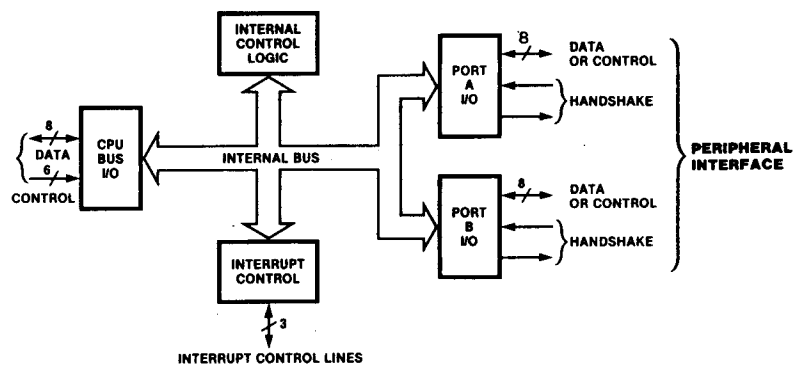 INTERNAL
CONTROL
LOGIC
8
DATA
OR CONTROL
PORT
A
I/O
HANDSHAKE
CPU
BUS
I/O
8
DATA
6
CONTROL
INTERNAL BUS
PERIPHERAL
INTERFACE
8
DATA
OR CONTROL
PORT
B
I/O
HANDSHAKE
INTERRUPT
CONTROL
3
INTERRUPT CONTROL LINES